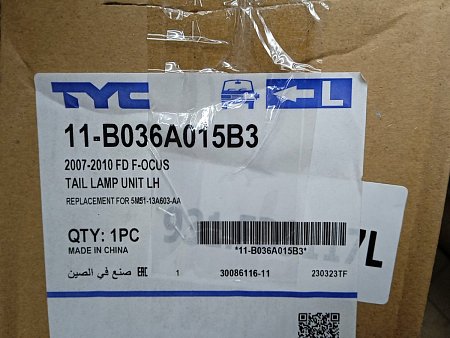 TYC
L
11-B036A015B3
2007-2010 FD F-OCUS
TAIL LAMP UNIT LH
REPLACEMENT FOR 5M51-13A603-AA
QTY: 1PC
MADE IN CHINA
*11-B036A015B3*
صنع في الصين EAC 1 30086116-11 230323TF